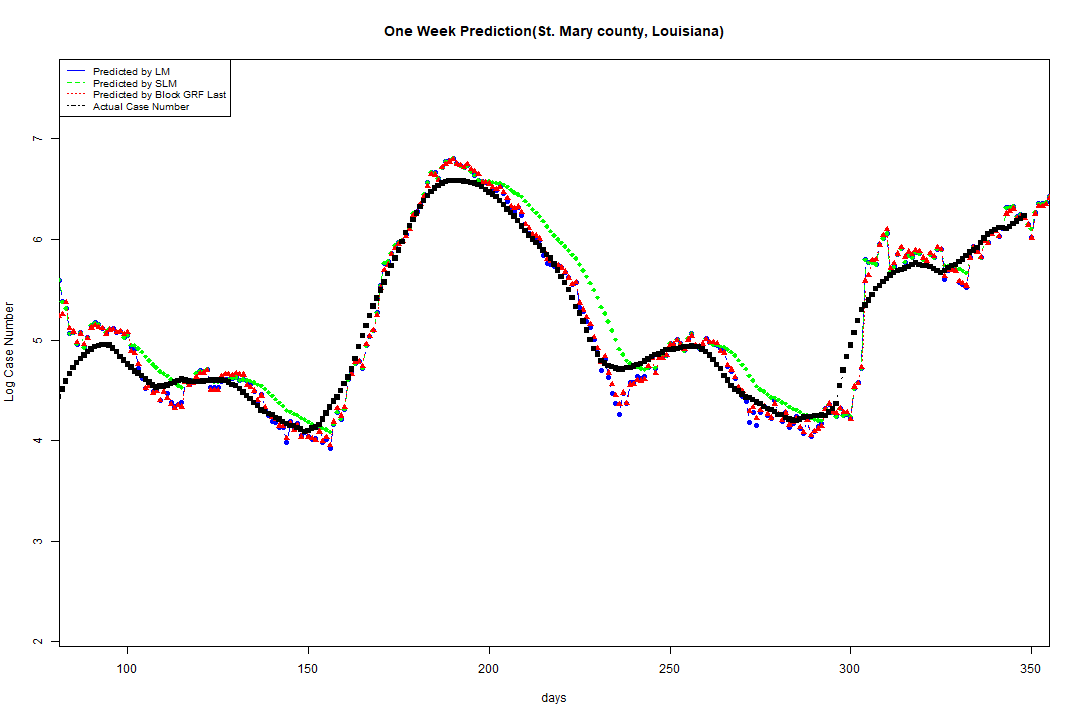 One Week Prediction(St. Mary county, Louisiana)
Predicted by LM
Predicted by SLM
Predicted by Block GRF Last
Actual Case Number
7
6
5
4
3
2
Log Case Number
100 150 200 250 300 350
days